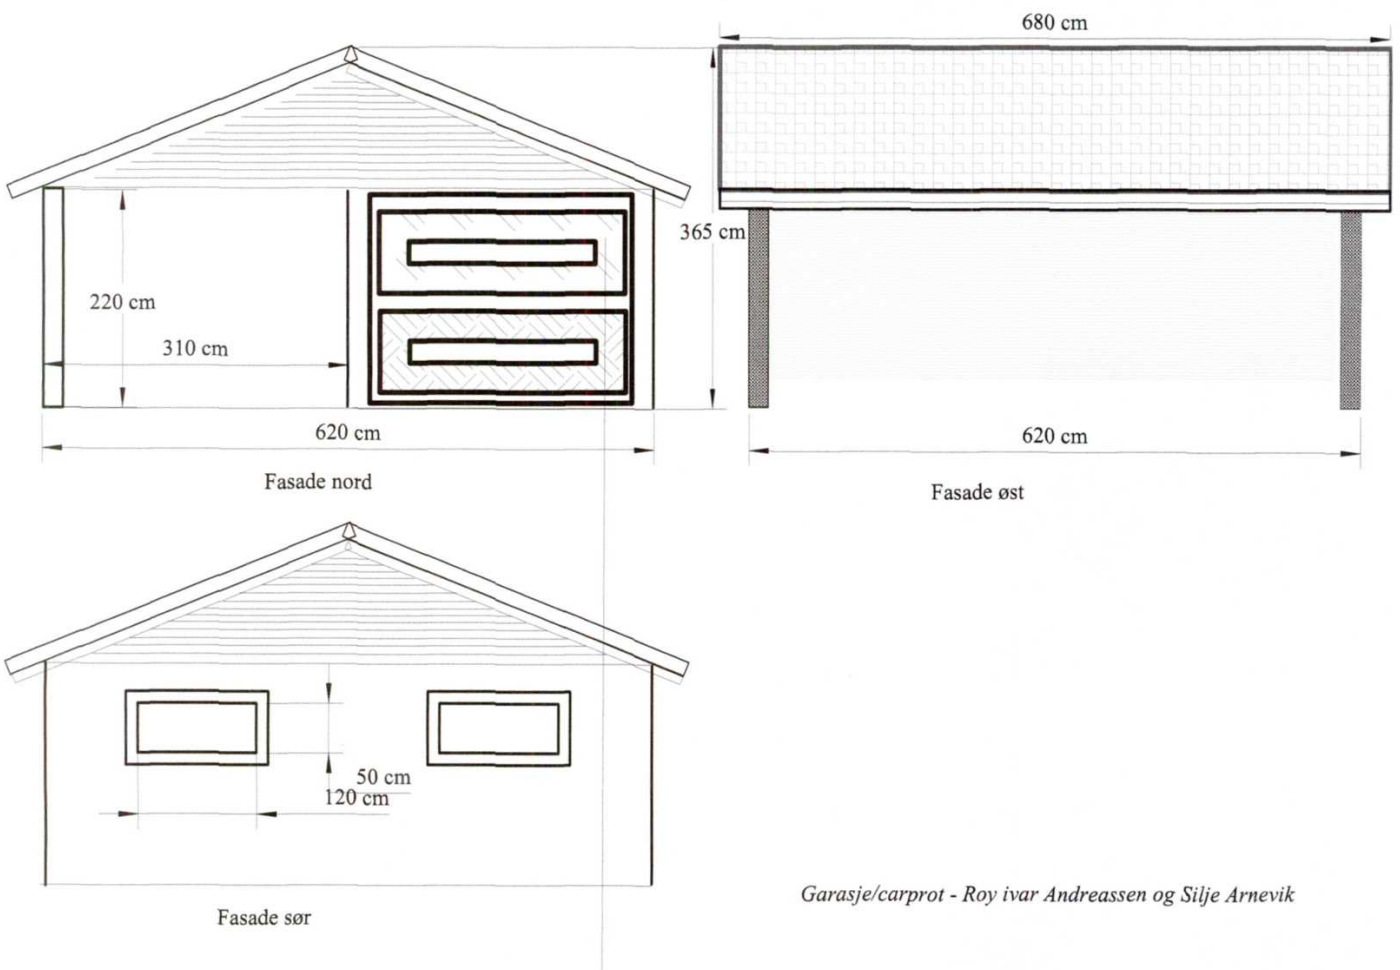 680 cm
365 cm
220 cm
310 cm
620 cm
620 cm
Fasade nord
Fasade øst
50 cm
120 cm
Garasje/carprot - Roy ivar Andreassen og Silje Arnevik
Fasade sør